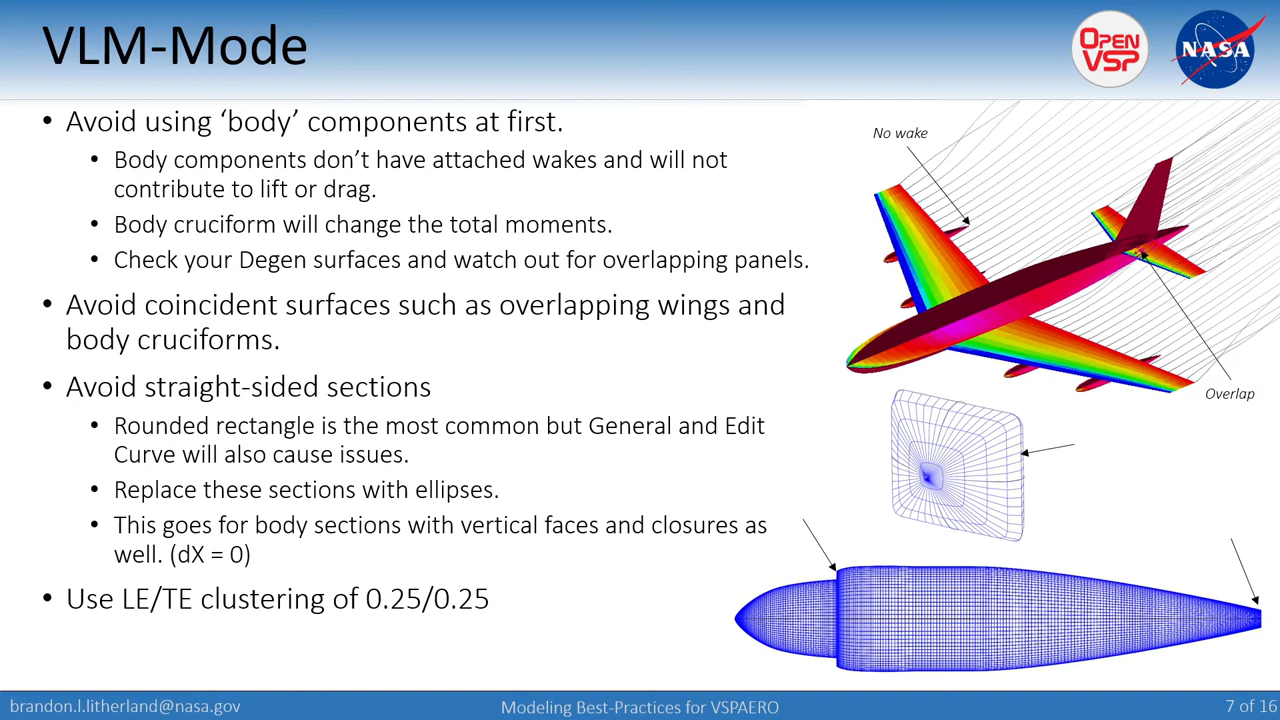 VLM-Mode
OPEN
VSP
NASA
• Avoid using ‘body’ components at first.
• Body components don’t have attached wakes and will not
contribute to lift or drag.
• Body cruciform will change the total moments.
• Check your Degen surfaces and watch out for overlapping panels.
• Avoid coincident surfaces such as overlapping wings and
body cruciforms.
• Avoid straight-sided sections
• Rounded rectangle is the most common but General and Edit
Curve will also cause issues.
• Replace these sections with ellipses.
• This goes for body sections with vertical faces and closures as
well. (dX = 0)
• Use LE/TE clustering of 0.25/0.25
No wake
Overlap
brandon.l.litherland@nasa.gov
Modeling Best-Practices for VSPAERO
7 of 16